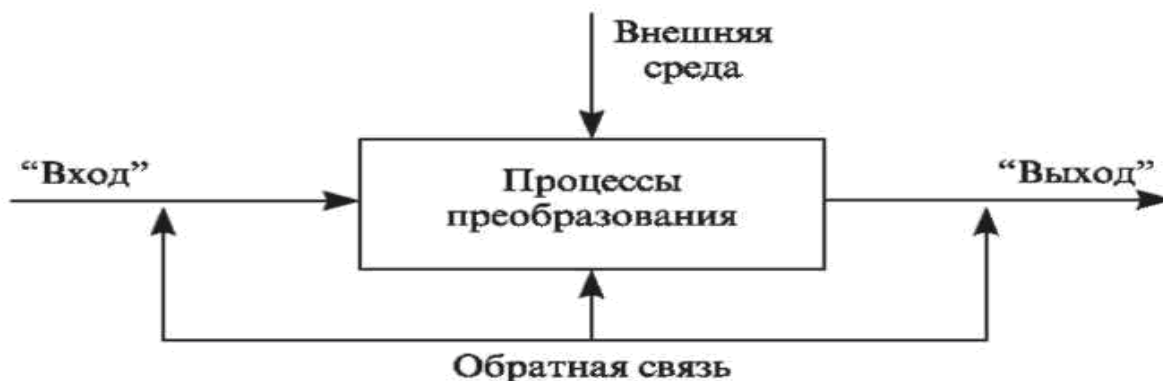 Внешняя
среда
“Вход”
Процессы
преобразования
“Выход”
Обратная связь